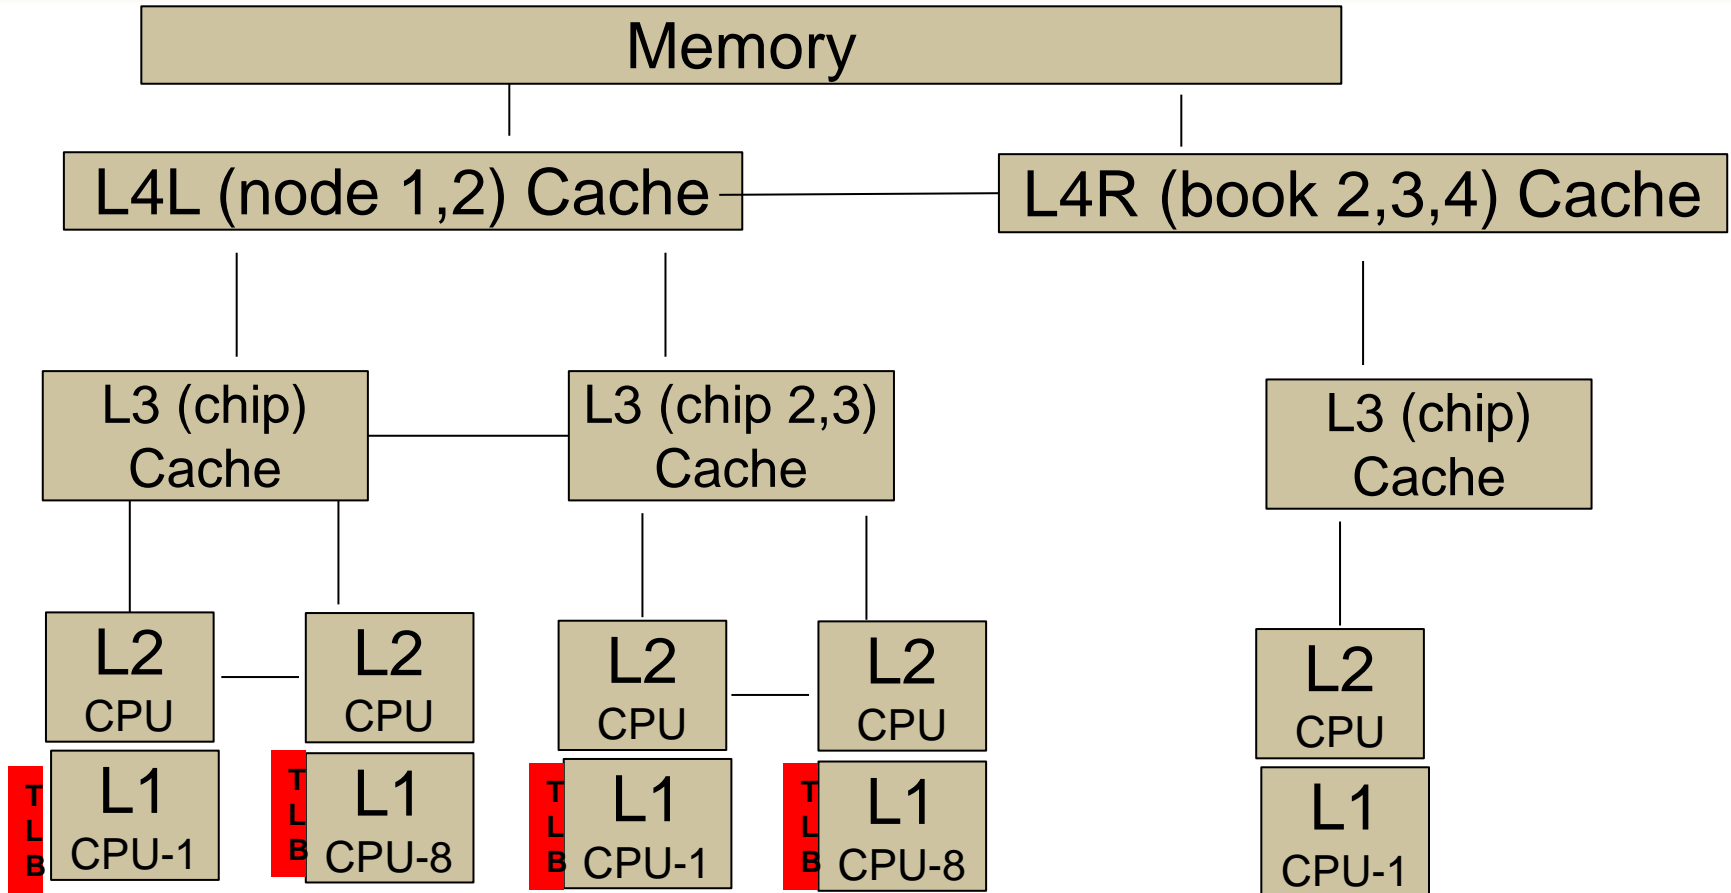 Memory
L4L (node 1,2) Cache
L4R (book 2,3,4) Cache
L3 (chip)
Cache
L3 (chip 2,3)
Cache
L3 (chip)
Cache
L2
CPU
L2
CPU
L2
CPU
L2
CPU
L2
CPU
T
L
B
L1
CPU-1
T
L
B
L1
CPU-8
T
L
B
L1
CPU-1
T
L
B
L1
CPU-8
L1
CPU-1